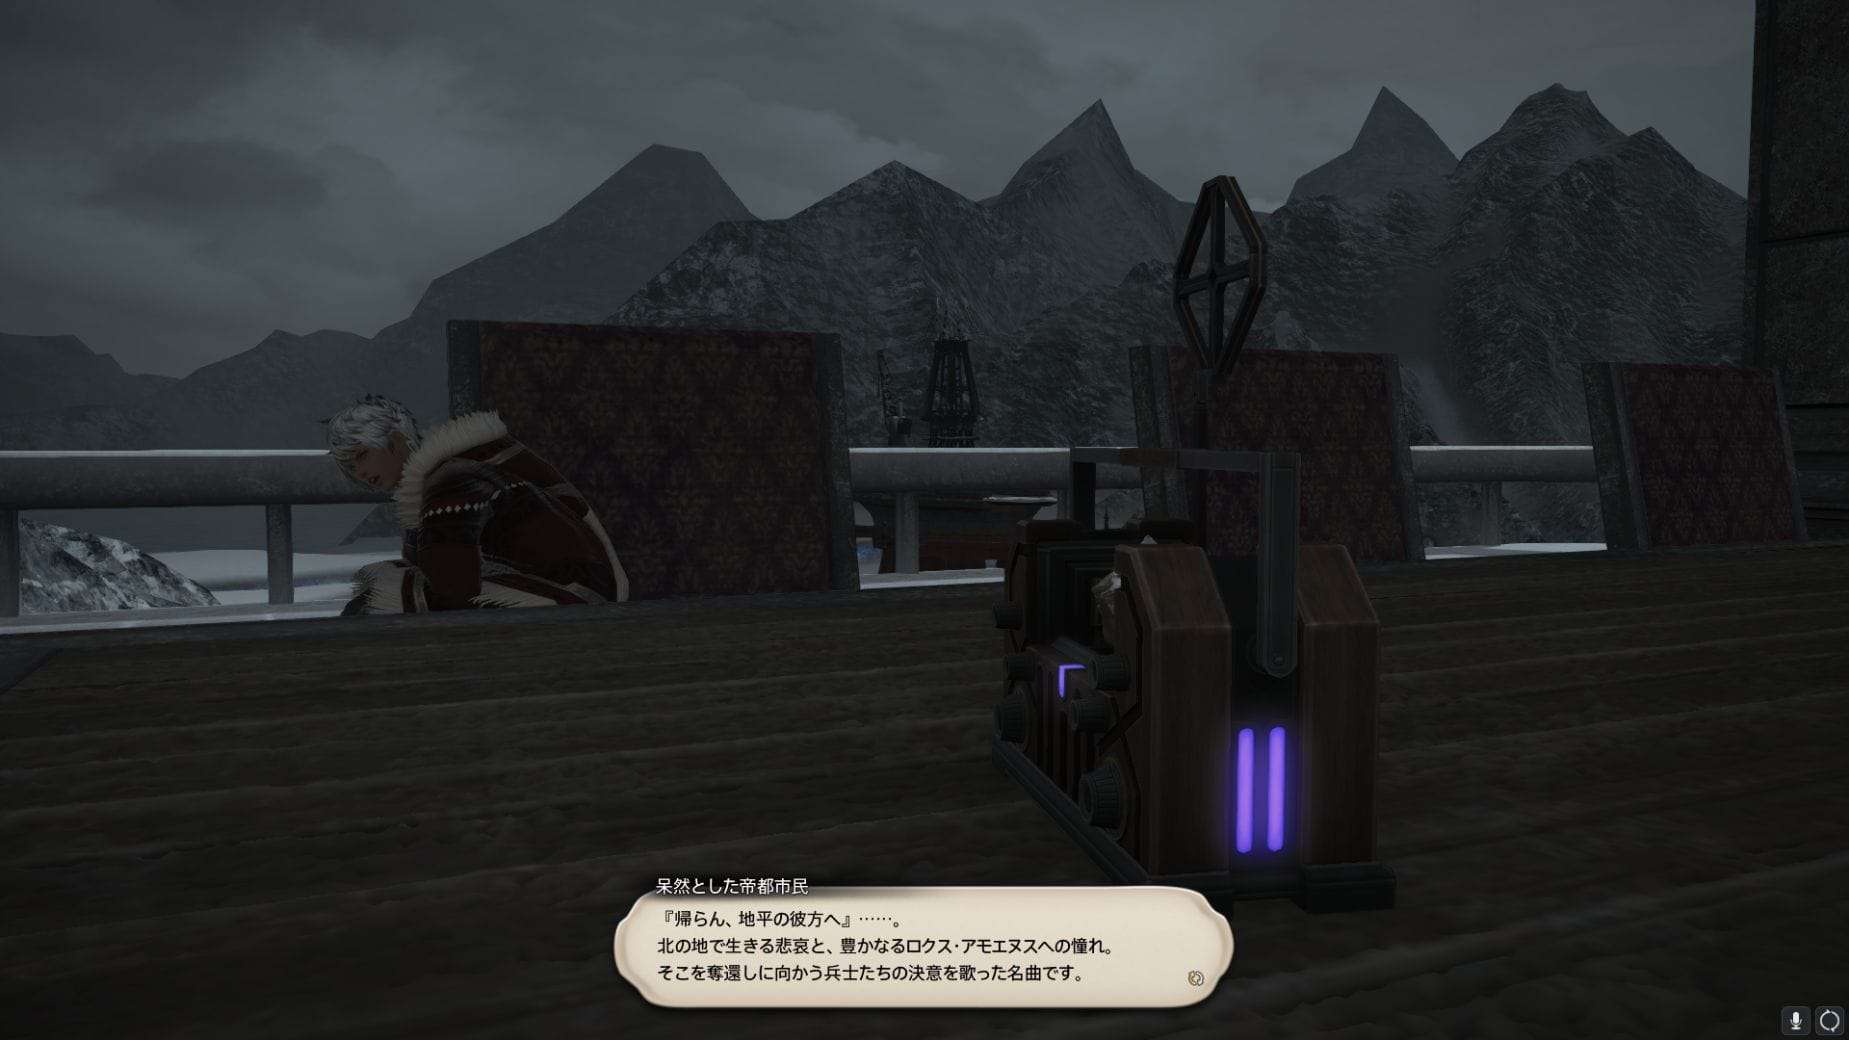 呆然とした帝都市民
『帰らん、地平の彼方へ』……。
北の地で生きる悲哀と、豊かなるロクス・アモエヌスへの憧れ。
そこを奪還しに向かう兵士たちの決意を歌った名曲です。